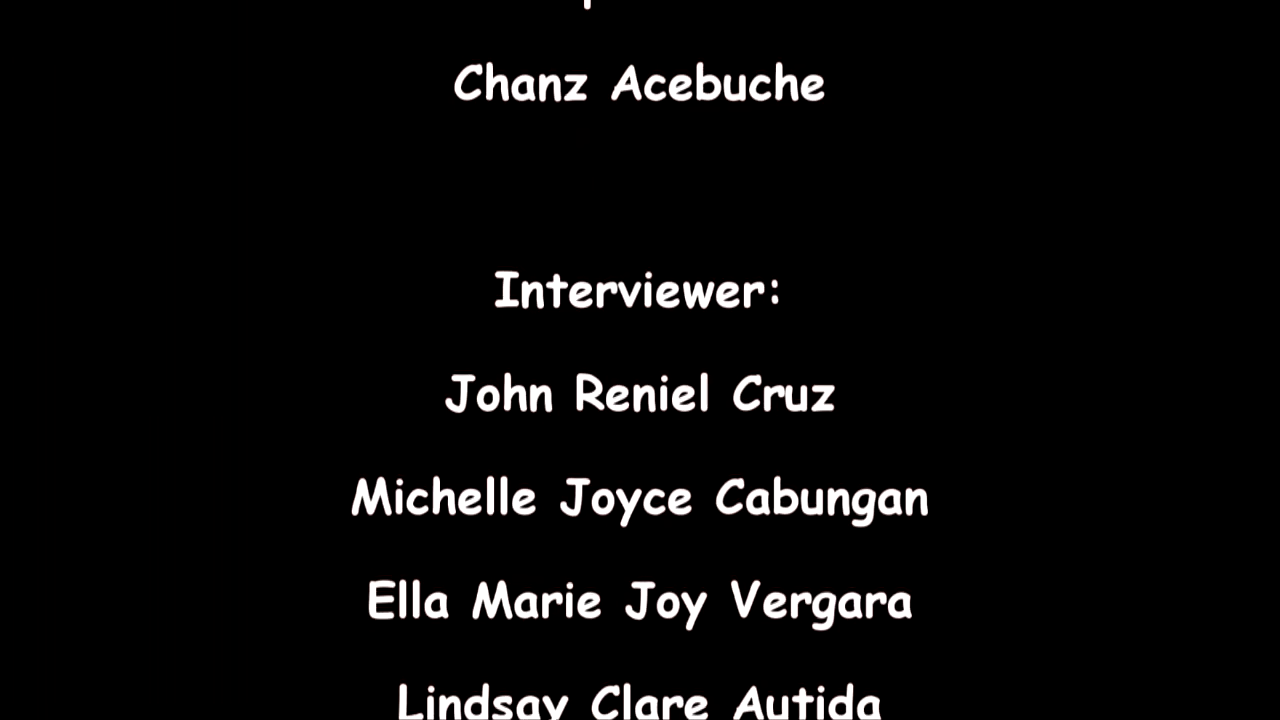 Chanz Acebuche
Interviewer:
John Reniel Cruz
Michelle Joyce Cabungan
Ella Marie Joy Vergara
Lindsay Clare Autida